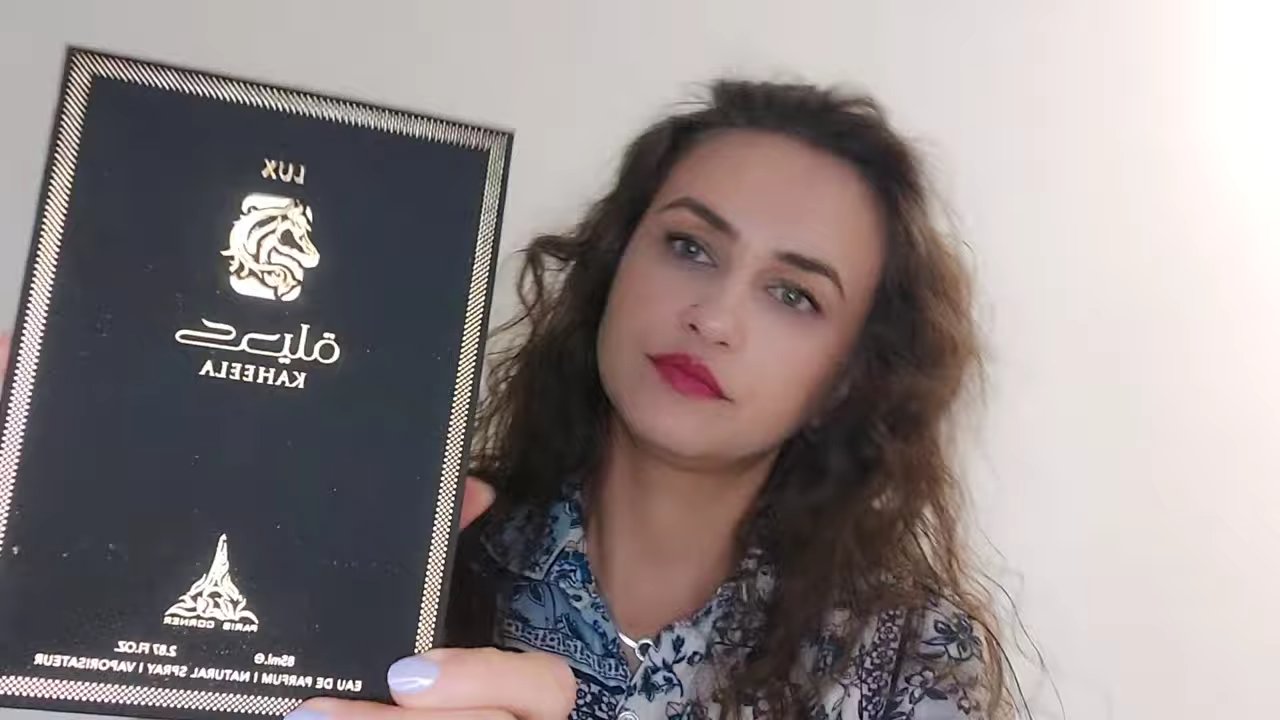 LUX
كحيلة
KAHEELA
PARIS CORNER
85ml.℮ 2.87 FL.OZ.
EAU DE PARFUM | NATURAL SPRAY | VAPORISATEUR